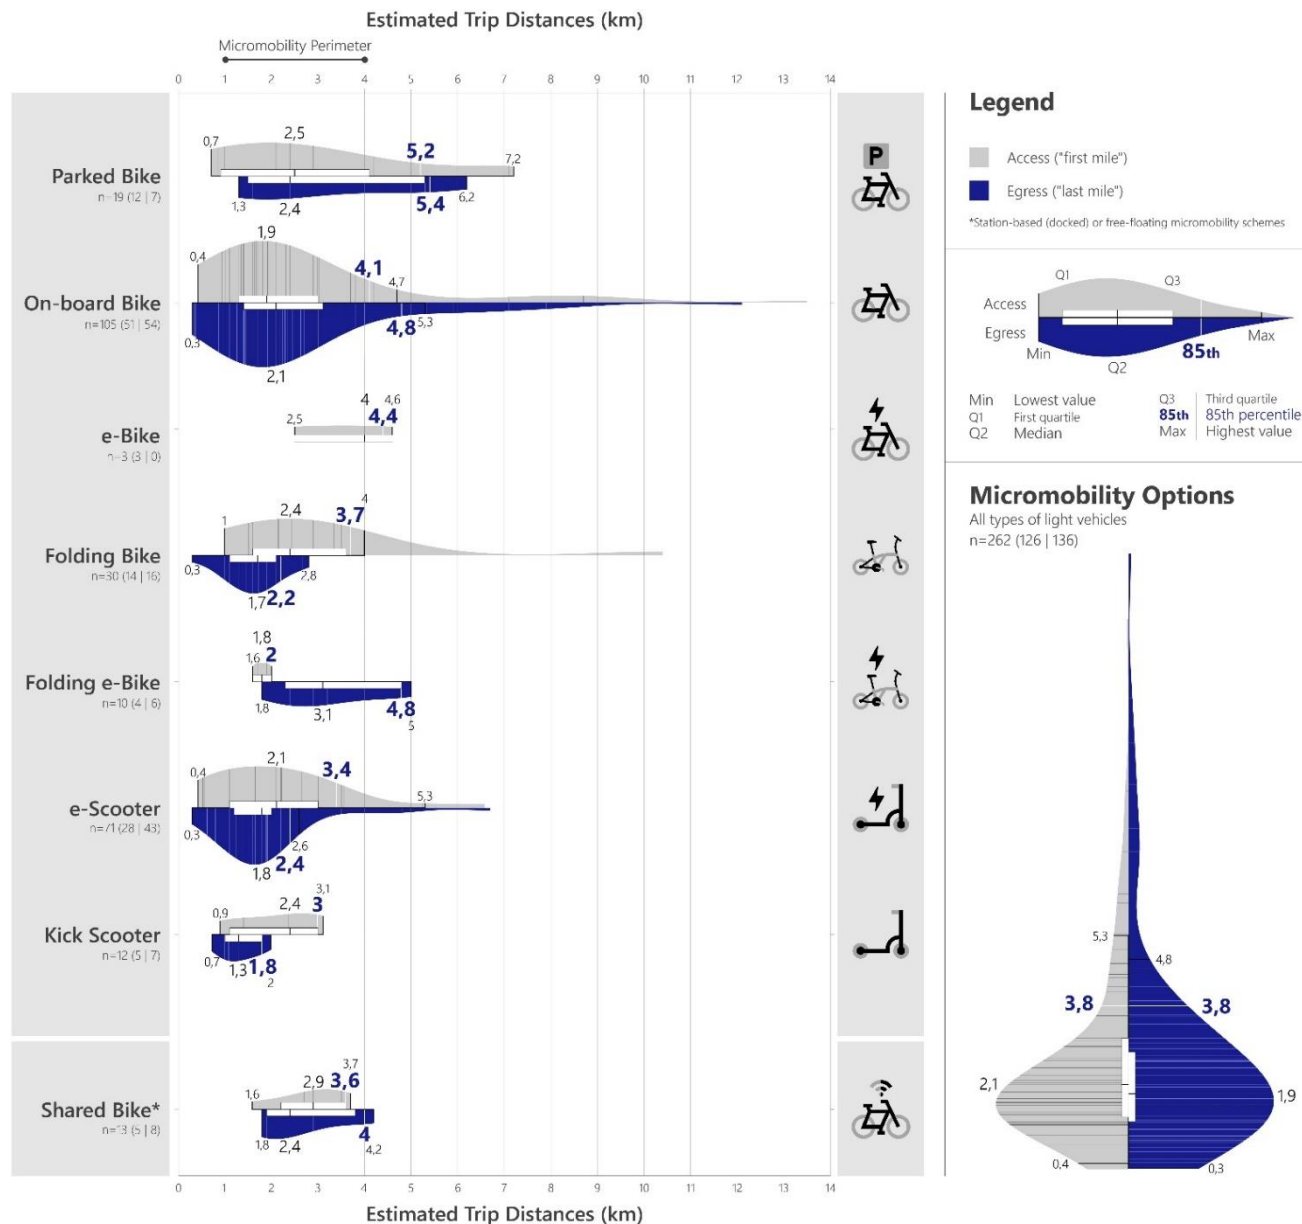 Estimated Trip Distances (km)
Micromobility Perimeter
0 1 2 3 4 5 6 7 8 9 10 11 12 13 14
Parked Bike
n=19 (12 | 7)
0,7 2,5 5,2 7,2
1,3 2,4 5,4 6,2
P
On-board Bike
n=105 (51 | 54)
0,4 1,9 4,1 4,7
0,3 2,1 4,8 5,3
e-Bike
n=3 (3 | 0)
2,5 4 4,4 4,6
Folding Bike
n=30 (14 | 16)
1 2,4 3,7 4
0,3 1,7 2,2 2,8
Folding e-Bike
n=10 (4 | 6)
1,6 1,8 2
1,8 3,1 4,8 5
e-Scooter
n=71 (28 | 43)
0,4 2,1 3,4 5,3
0,3 1,8 2,4 2,6
Kick Scooter
n=12 (5 | 7)
0,9 2,4 3 3,1
0,7 1,3 1,8 2
Shared Bike*
n=13 (5 | 8)
1,6 2,9 3,6 3,7
1,8 2,4 4 4,2
0 1 2 3 4 5 6 7 8 9 10 11 12 13 14
Estimated Trip Distances (km)
Legend
Access ("first mile")
Egress ("last mile")
*Station-based (docked) or free-floating micromobility schemes
Q1 Q3
Access
Egress
Min Q2 85th Max
Min Lowest value
Q1 First quartile
Q2 Median
Q3 Third quartile
85th 85th percentile
Max Highest value
Micromobility Options
All types of light vehicles
n=262 (126 | 136)
5,3
4,8
3,8 3,8
2,1 1,9
0,4 0,3